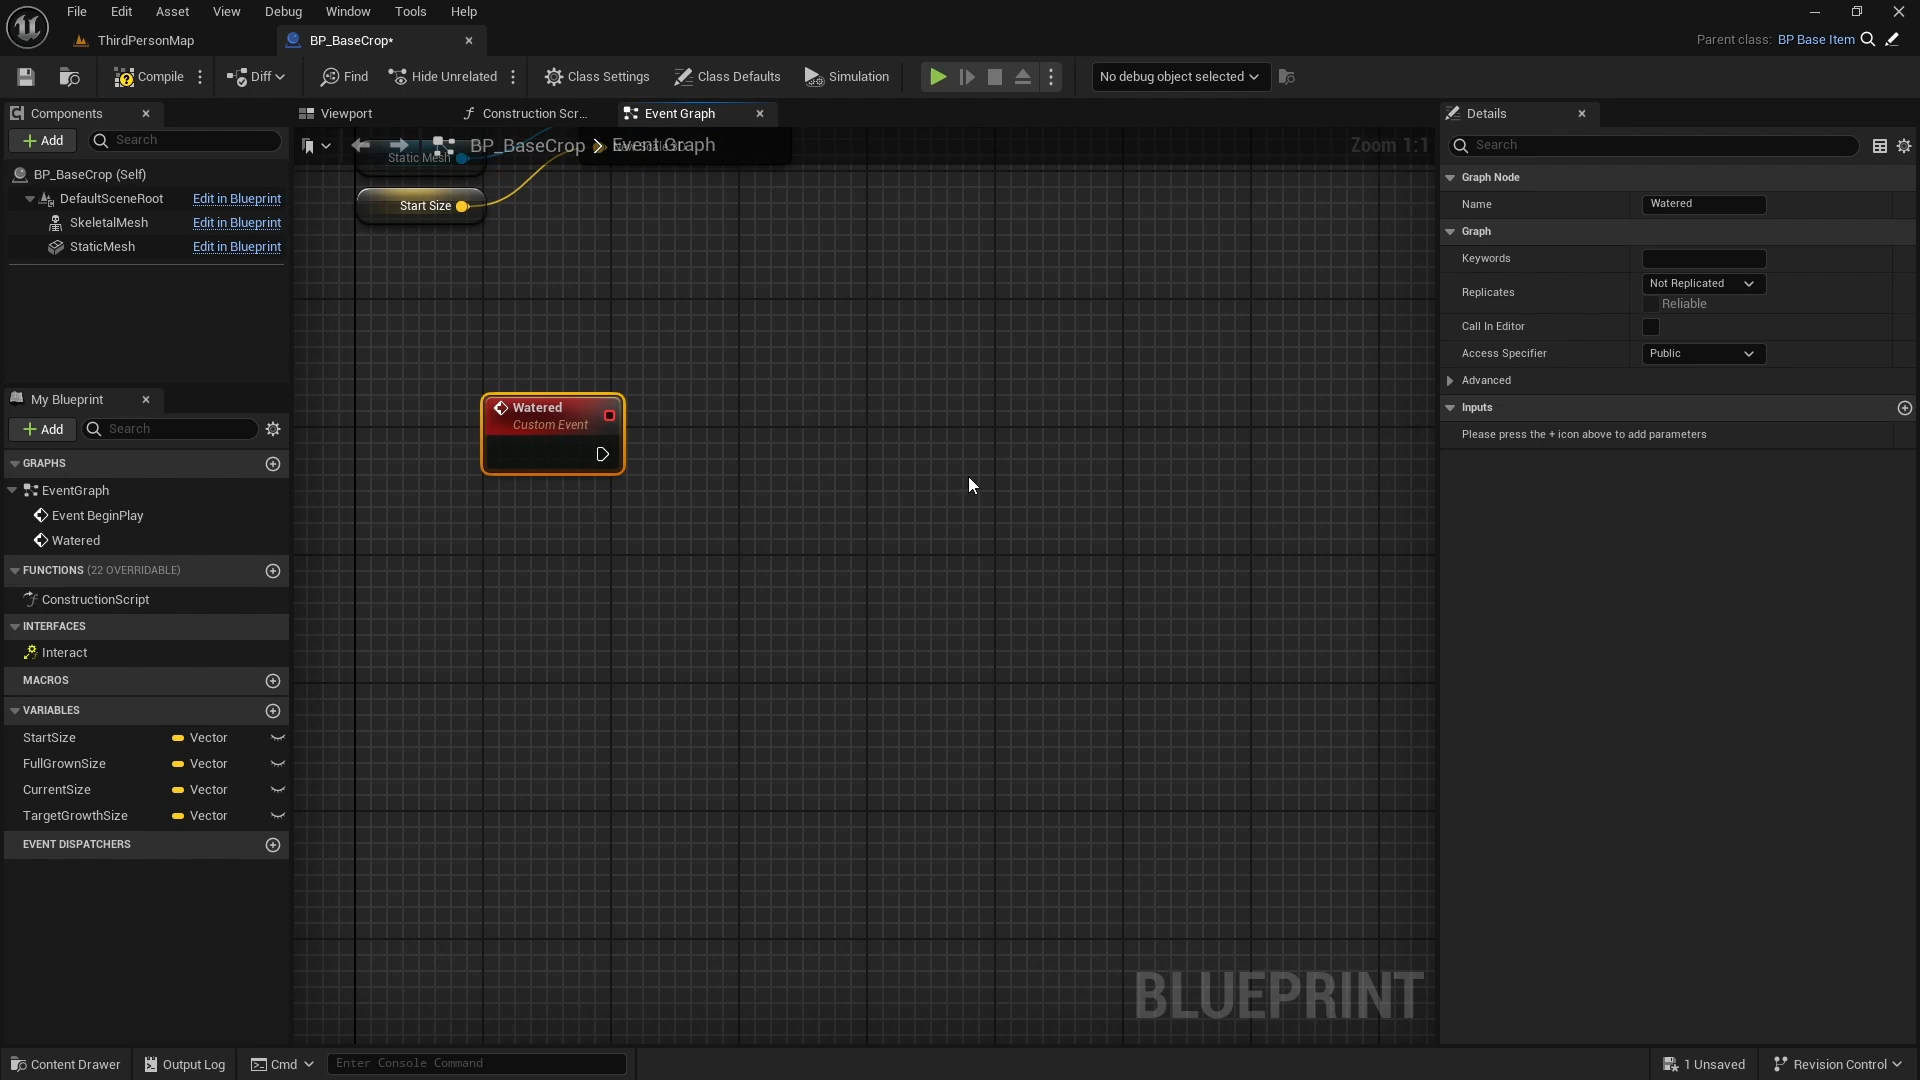 File Edit Asset View Debug Window Tools Help
ThirdPersonMap BP_BaseCrop* Parent class: BP Base Item
Compile Diff Find Hide Unrelated Class Settings Class Defaults Simulation No debug object selected
Components Viewport Construction Scr... Event Graph Details
Add Search BP_BaseCrop Event Graph Zoom 1:1 Search
Static Mesh
BP_BaseCrop (Self) Graph Node
DefaultSceneRoot Edit in Blueprint Start Size Name Watered
SkeletalMesh Edit in Blueprint Graph
StaticMesh Edit in Blueprint Keywords
Replicates Not Replicated
Reliable
Call In Editor
Access Specifier Public
Advanced
My Blueprint Watered Inputs
Add Search Custom Event Please press the + icon above to add parameters
GRAPHS
EventGraph
Event BeginPlay
Watered
FUNCTIONS (22 OVERRIDABLE)
ConstructionScript
INTERFACES
Interact
MACROS
VARIABLES
StartSize Vector
FullGrownSize Vector
CurrentSize Vector
TargetGrowthSize Vector
EVENT DISPATCHERS
BLUEPRINT
Content Drawer Output Log Cmd Enter Console Command 1 Unsaved Revision Control